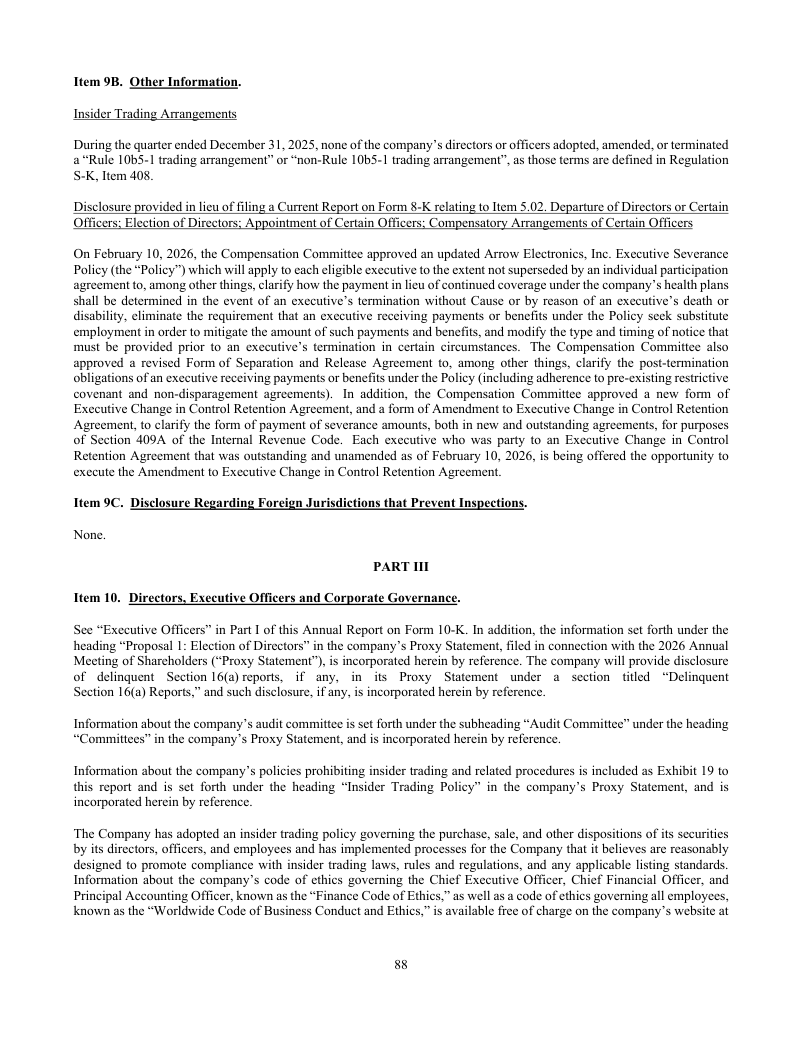 Item 9B. Other Information.
Insider Trading Arrangements
During the quarter ended December 31, 2025, none of the company’s directors or officers adopted, amended, or terminated
a “Rule 10b5-1 trading arrangement” or “non-Rule 10b5-1 trading arrangement”, as those terms are defined in Regulation
S-K, Item 408.
Disclosure provided in lieu of filing a Current Report on Form 8-K relating to Item 5.02. Departure of Directors or Certain
Officers; Election of Directors; Appointment of Certain Officers; Compensatory Arrangements of Certain Officers
On February 10, 2026, the Compensation Committee approved an updated Arrow Electronics, Inc. Executive Severance
Policy (the “Policy”) which will apply to each eligible executive to the extent not superseded by an individual participation
agreement to, among other things, clarify how the payment in lieu of continued coverage under the company’s health plans
shall be determined in the event of an executive’s termination without Cause or by reason of an executive’s death or
disability, eliminate the requirement that an executive receiving payments or benefits under the Policy seek substitute
employment in order to mitigate the amount of such payments and benefits, and modify the type and timing of notice that
must be provided prior to an executive’s termination in certain circumstances. The Compensation Committee also
approved a revised Form of Separation and Release Agreement to, among other things, clarify the post-termination
obligations of an executive receiving payments or benefits under the Policy (including adherence to pre-existing restrictive
covenant and non-disparagement agreements). In addition, the Compensation Committee approved a new form of
Executive Change in Control Retention Agreement, and a form of Amendment to Executive Change in Control Retention
Agreement, to clarify the form of payment of severance amounts, both in new and outstanding agreements, for purposes
of Section 409A of the Internal Revenue Code. Each executive who was party to an Executive Change in Control
Retention Agreement that was outstanding and unamended as of February 10, 2026, is being offered the opportunity to
execute the Amendment to Executive Change in Control Retention Agreement.
Item 9C. Disclosure Regarding Foreign Jurisdictions that Prevent Inspections.
None.
PART III
Item 10. Directors, Executive Officers and Corporate Governance.
See “Executive Officers” in Part I of this Annual Report on Form 10-K. In addition, the information set forth under the
heading “Proposal 1: Election of Directors” in the company’s Proxy Statement, filed in connection with the 2026 Annual
Meeting of Shareholders (“Proxy Statement”), is incorporated herein by reference. The company will provide disclosure
of delinquent Section 16(a) reports, if any, in its Proxy Statement under a section titled “Delinquent
Section 16(a) Reports,” and such disclosure, if any, is incorporated herein by reference.
Information about the company’s audit committee is set forth under the subheading “Audit Committee” under the heading
“Committees” in the company’s Proxy Statement, and is incorporated herein by reference.
Information about the company’s policies prohibiting insider trading and related procedures is included as Exhibit 19 to
this report and is set forth under the heading “Insider Trading Policy” in the company’s Proxy Statement, and is
incorporated herein by reference.
The Company has adopted an insider trading policy governing the purchase, sale, and other dispositions of its securities
by its directors, officers, and employees and has implemented processes for the Company that it believes are reasonably
designed to promote compliance with insider trading laws, rules and regulations, and any applicable listing standards.
Information about the company’s code of ethics governing the Chief Executive Officer, Chief Financial Officer, and
Principal Accounting Officer, known as the “Finance Code of Ethics,” as well as a code of ethics governing all employees,
known as the “Worldwide Code of Business Conduct and Ethics,” is available free of charge on the company’s website at
88